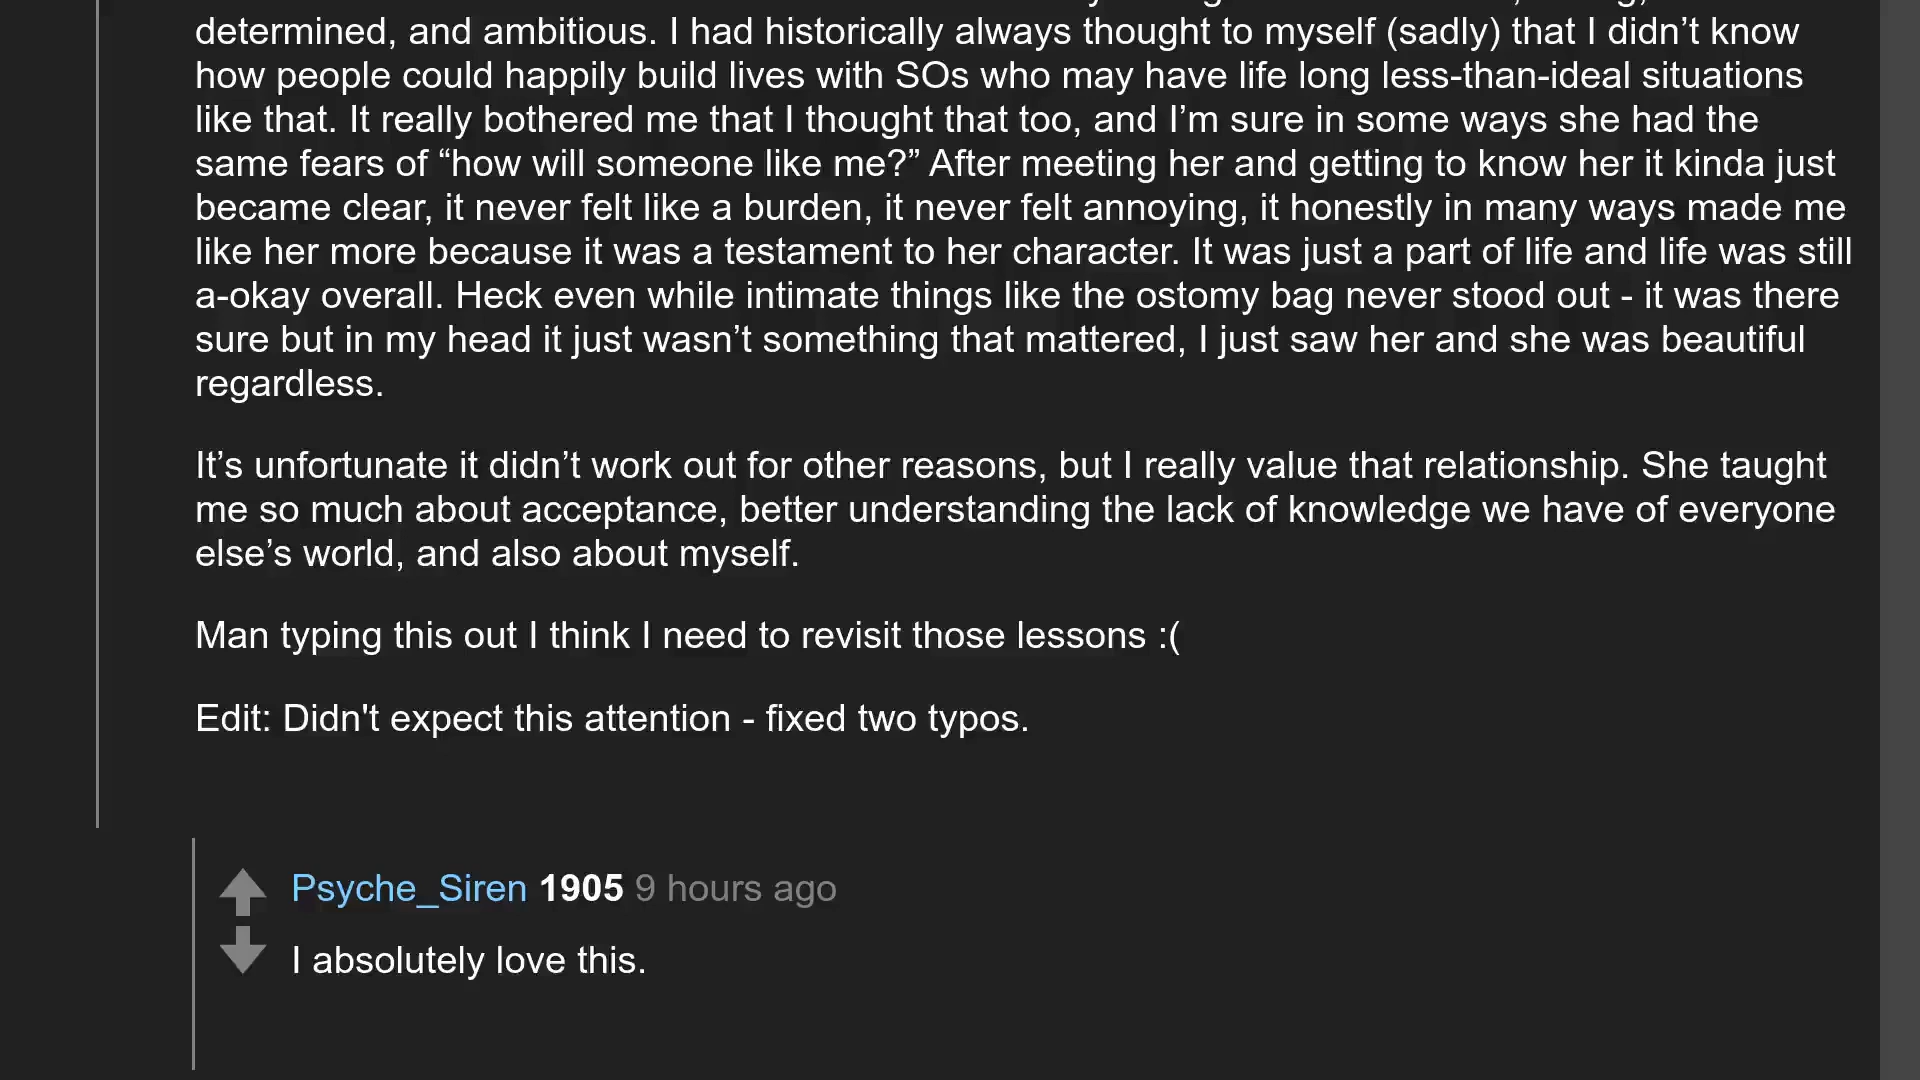 determined, and ambitious. I had historically always thought to myself (sadly) that I didn’t know
how people could happily build lives with SOs who may have life long less-than-ideal situations
like that. It really bothered me that I thought that too, and I’m sure in some ways she had the
same fears of “how will someone like me?” After meeting her and getting to know her it kinda just
became clear, it never felt like a burden, it never felt annoying, it honestly in many ways made me
like her more because it was a testament to her character. It was just a part of life and life was still
a-okay overall. Heck even while intimate things like the ostomy bag never stood out - it was there
sure but in my head it just wasn’t something that mattered, I just saw her and she was beautiful
regardless.
It’s unfortunate it didn’t work out for other reasons, but I really value that relationship. She taught
me so much about acceptance, better understanding the lack of knowledge we have of everyone
else’s world, and also about myself.
Man typing this out I think I need to revisit those lessons :(
Edit: Didn't expect this attention - fixed two typos.
Psyche_Siren 1905 9 hours ago
I absolutely love this.